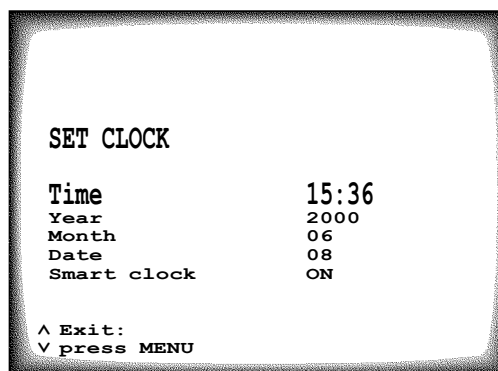 SET CLOCK
Time 15:36
Year 2000
Month 06
Date 08
Smart clock ON
∧ Exit:
∨ press MENU